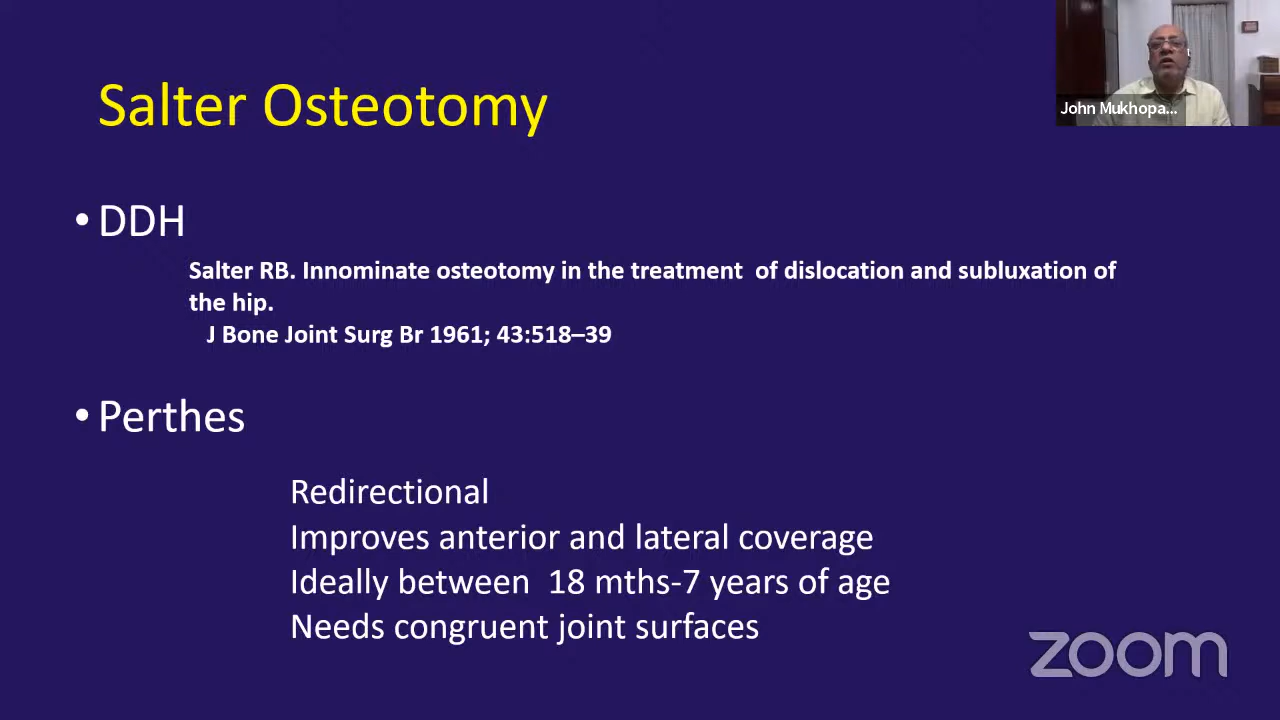 Salter Osteotomy
John Mukhopa...
• DDH
Salter RB. Innominate osteotomy in the treatment  of dislocation and subluxation of
the hip.
J Bone Joint Surg Br 1961; 43:518–39
• Perthes
Redirectional
Improves anterior and lateral coverage
Ideally between  18 mths-7 years of age
Needs congruent joint surfaces
zoom